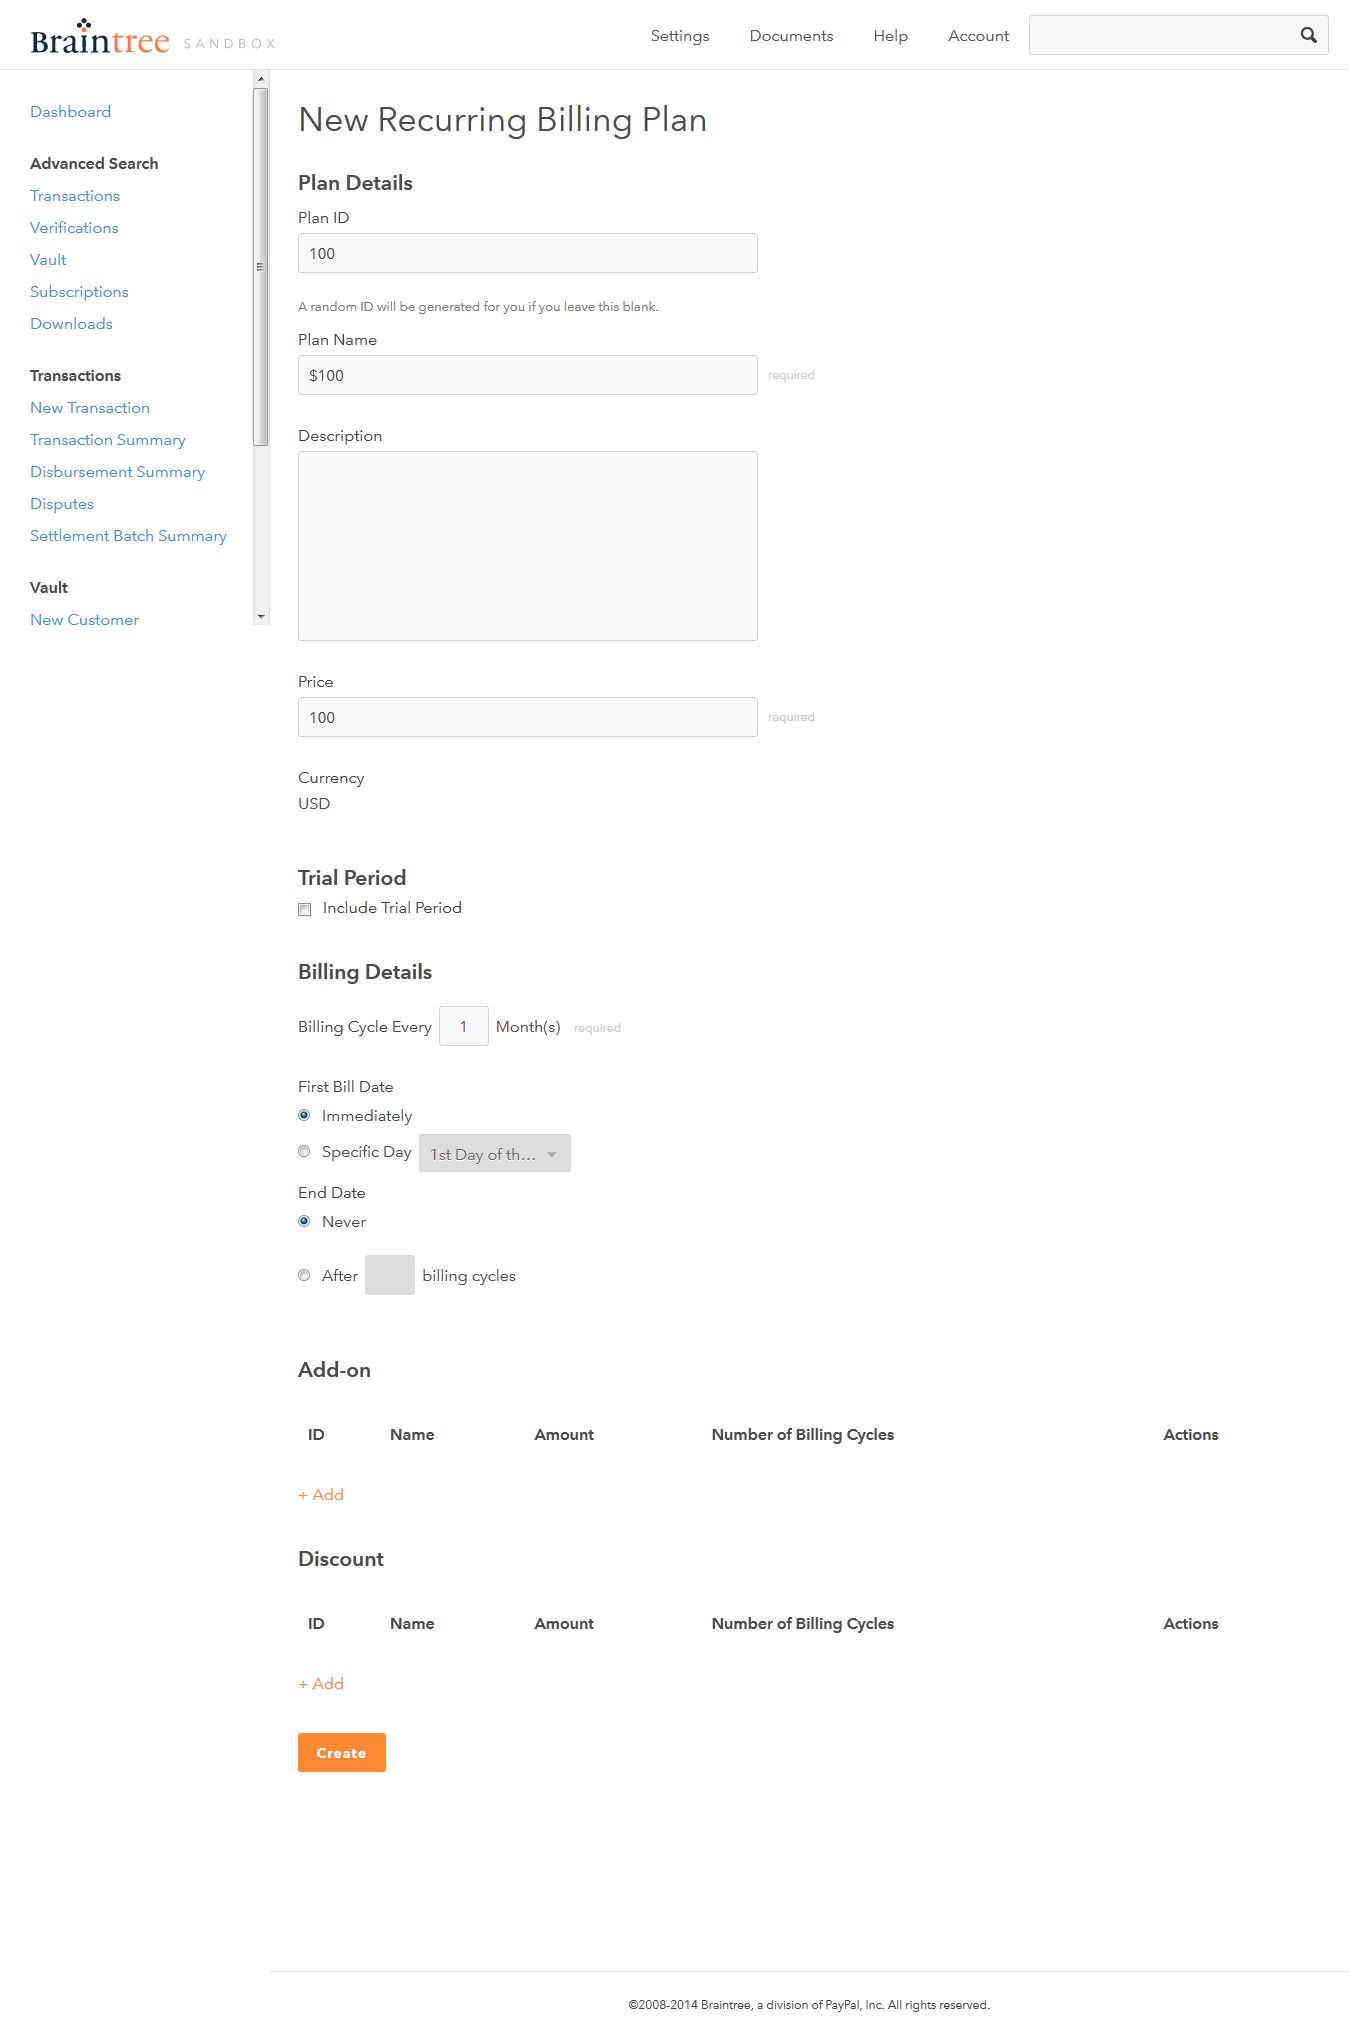 Braintree SANDBOX
Settings Documents Help Account
Dashboard
Advanced Search
Transactions
Verifications
Vault
Subscriptions
Downloads
Transactions
New Transaction
Transaction Summary
Disbursement Summary
Disputes
Settlement Batch Summary
Vault
New Customer
New Recurring Billing Plan
Plan Details
Plan ID
100
A random ID will be generated for you if you leave this blank.
Plan Name
$100 required
Description
Price
100 required
Currency
USD
Trial Period
Include Trial Period
Billing Details
Billing Cycle Every 1 Month(s) required
First Bill Date
Immediately
Specific Day 1st Day of th...
End Date
Never
After billing cycles
Add-on
ID Name Amount Number of Billing Cycles Actions
+ Add
Discount
ID Name Amount Number of Billing Cycles Actions
+ Add
Create
©2008-2014 Braintree, a division of PayPal, Inc. All rights reserved.